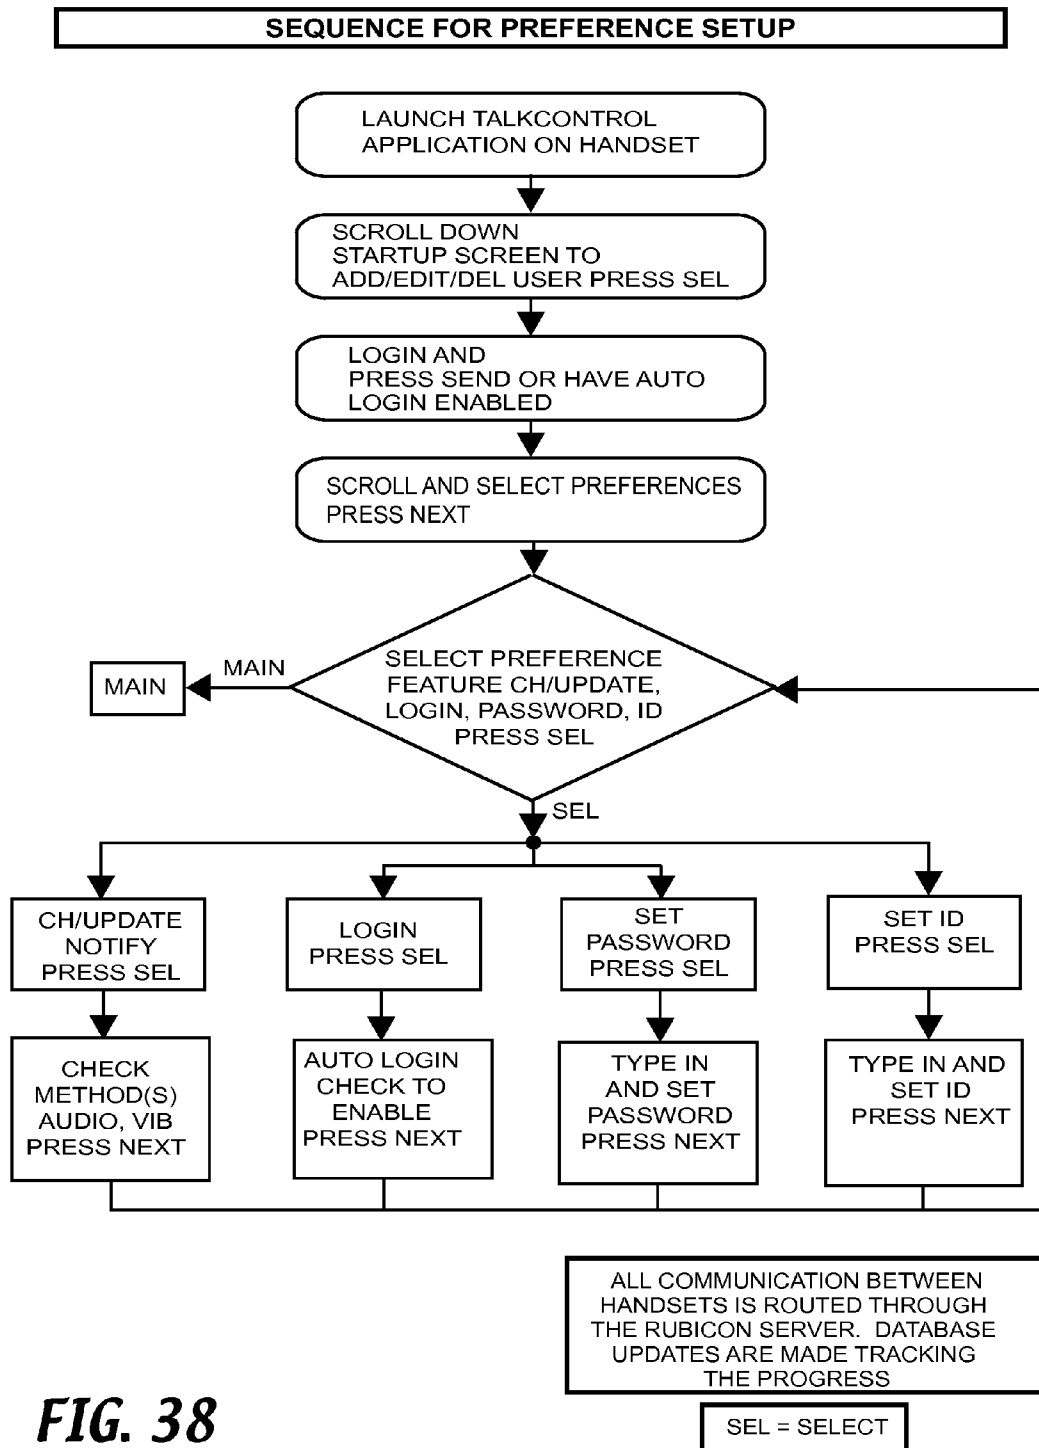 SEQUENCE FOR PREFERENCE SETUP
LAUNCH TALKCONTROL
APPLICATION ON HANDSET
SCROLL DOWN
STARTUP SCREEN TO
ADD/EDIT/DEL USER PRESS SEL
LOGIN AND
PRESS SEND OR HAVE AUTO
LOGIN ENABLED
SCROLL AND SELECT PREFERENCES
PRESS NEXT
SELECT PREFERENCE
FEATURE CH/UPDATE,
LOGIN, PASSWORD, ID
PRESS SEL
MAIN
MAIN
SEL
CH/UPDATE
NOTIFY
PRESS SEL
LOGIN
PRESS SEL
SET
PASSWORD
PRESS SEL
SET ID
PRESS SEL
CHECK
METHOD(S)
AUDIO, VIB
PRESS NEXT
AUTO LOGIN
CHECK TO
ENABLE
PRESS NEXT
TYPE IN
AND SET
PASSWORD
PRESS NEXT
TYPE IN AND
SET ID
PRESS NEXT
ALL COMMUNICATION BETWEEN
HANDSETS IS ROUTED THROUGH
THE RUBICON SERVER. DATABASE
UPDATES ARE MADE TRACKING
THE PROGRESS
SEL = SELECT
FIG. 38